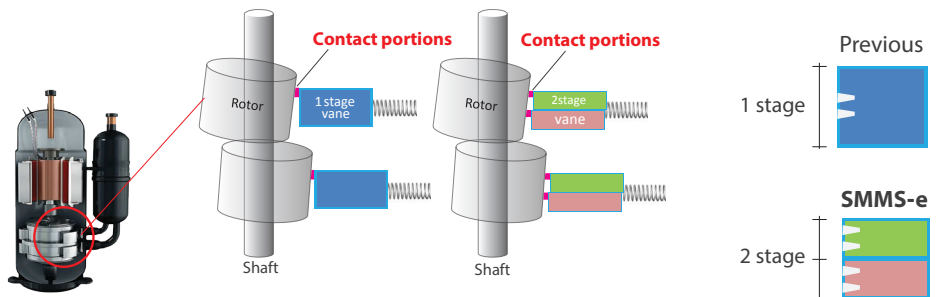 Contact portions
Rotor
1 stage
vane
Shaft
Contact portions
Rotor
2stage
vane
Shaft
Previous
1 stage
SMMS-e
2 stage